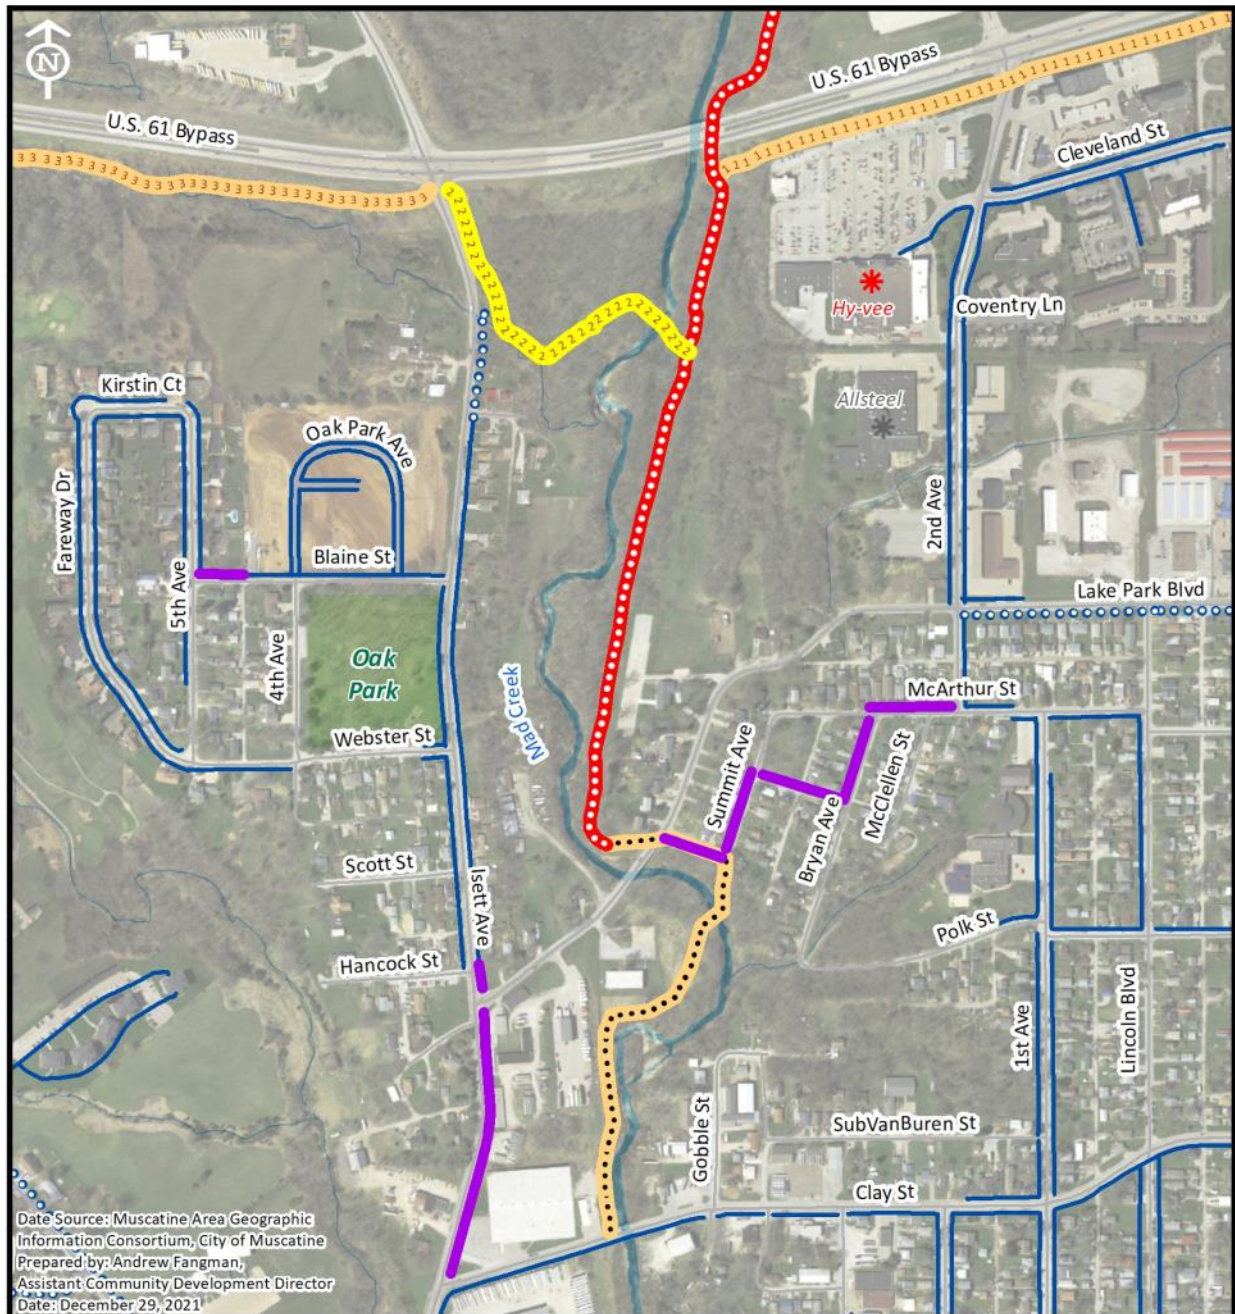 N
U.S. 61 Bypass
U.S. 61 Bypass
Cleveland St
Hy-vee
Coventry Ln
Kirstin Ct
Allsteel
Oak Park Ave
Fareway Dr
2nd Ave
Blaine St
Lake Park Blvd
5th Ave
4th Ave
Oak
Park
Mad Creek
McArthur St
Webster St
Summit Ave
McClellen St
Bryan Ave
Scott St
Isett Ave
Polk St
Hancock St
1st Ave
Lincoln Blvd
Gobble St
SubVanBuren St
Clay St
Date Source: Muscatine Area Geographic
Information Consortium, City of Muscatine
Prepared by: Andrew Fangman,
Assistant Community Development Director
Date: December 29, 2021